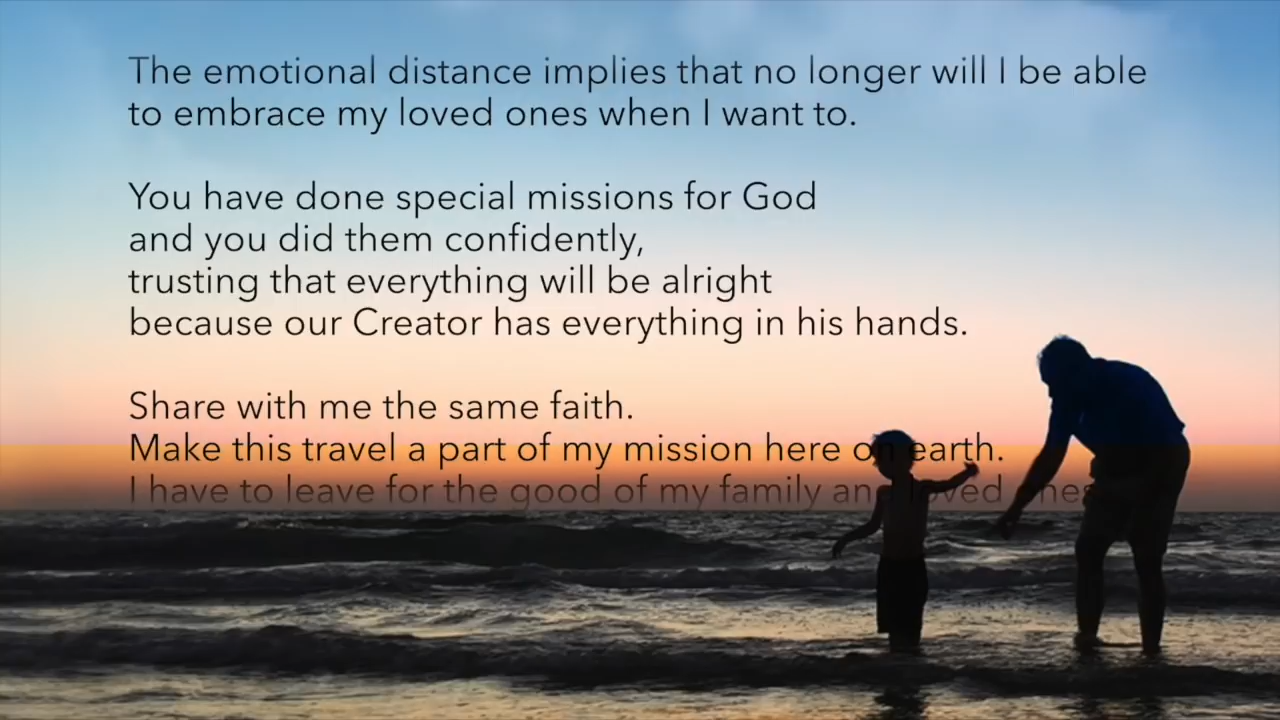 The emotional distance implies that no longer will I be able
to embrace my loved ones when I want to.
You have done special missions for God
and you did them confidently,
trusting that everything will be alright
because our Creator has everything in his hands.
Share with me the same faith.
Make this travel a part of my mission here on earth.
I have to leave for the good of my family and loved ones